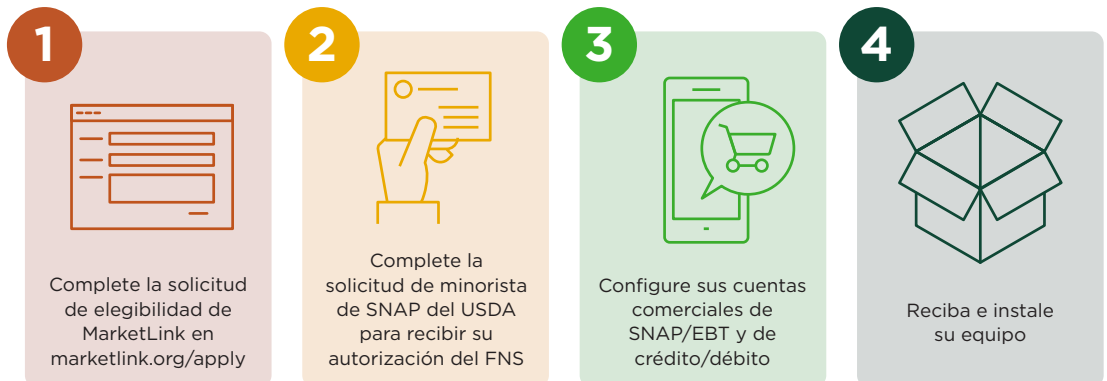 1
Complete la solicitud
de elegibilidad de
MarketLink en
marketlink.org/apply
2
Complete la
solicitud de minorista
de SNAP del USDA
para recibir su
autorización del FNS
3
Configure sus cuentas
comerciales de
SNAP/EBT y de
crédito/débito
4
Reciba e instale
su equipo